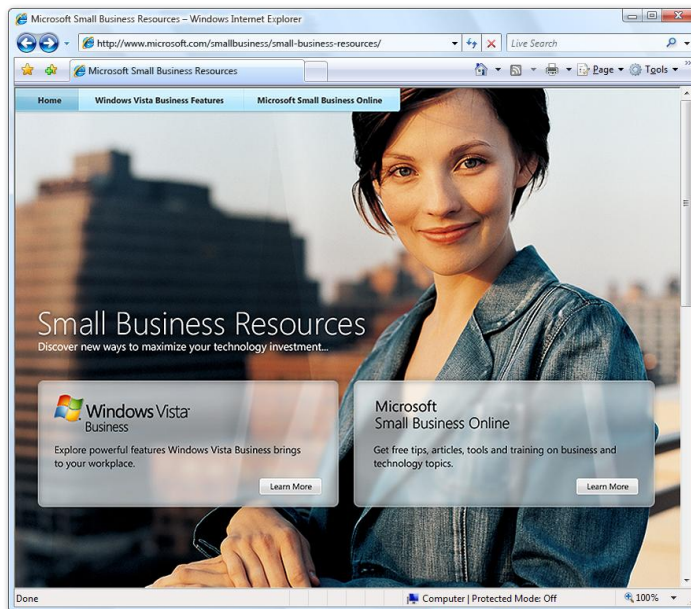 Microsoft Small Business Resources – Windows Internet Explorer
http://www.microsoft.com/smallbusiness/small-business-resources/
Live Search
Microsoft Small Business Resources
Page
Tools
Home
Windows Vista Business Features
Microsoft Small Business Online
Small Business Resources
Discover new ways to maximize your technology investment...
Windows Vista
Business
Explore powerful features Windows Vista Business brings
to your workplace.
Learn More
Microsoft
Small Business Online
Get free tips, articles, tools and training on business and
technology topics.
Learn More
Done
Computer | Protected Mode: Off
100%